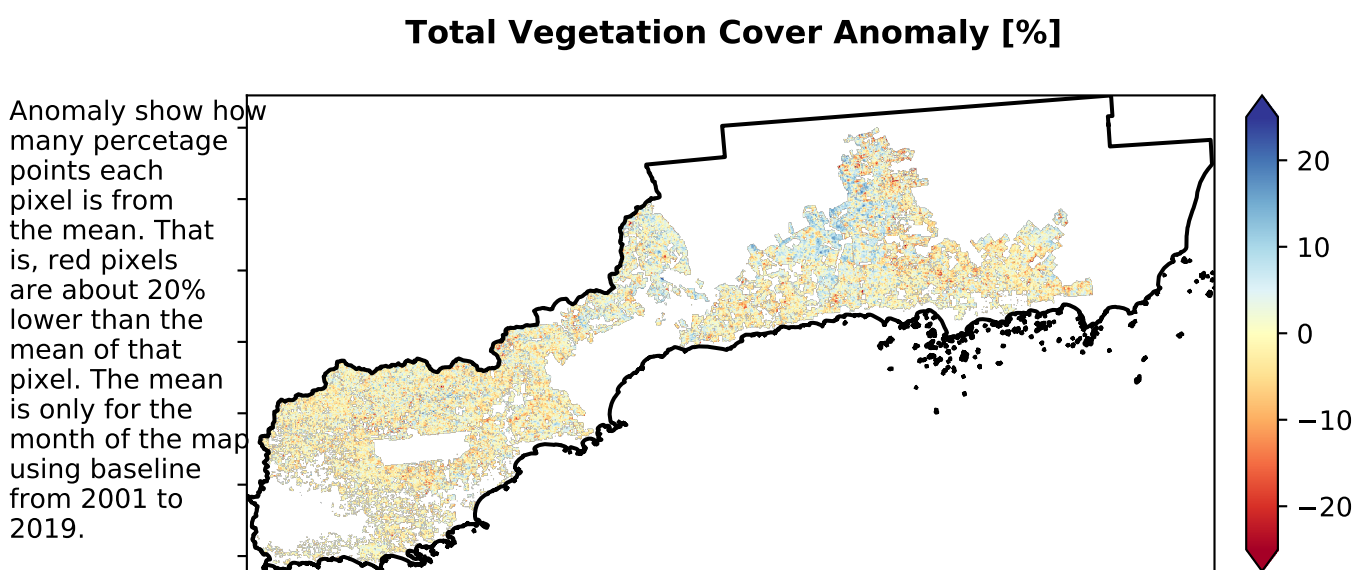 Total Vegetation Cover Anomaly [%]
Anomaly show how
many percetage
points each
pixel is from
the mean. That
is, red pixels
are about 20%
lower than the
mean of that
pixel. The mean
is only for the
month of the map
using baseline
from 2001 to
2019.
20
10
0
−10
−20